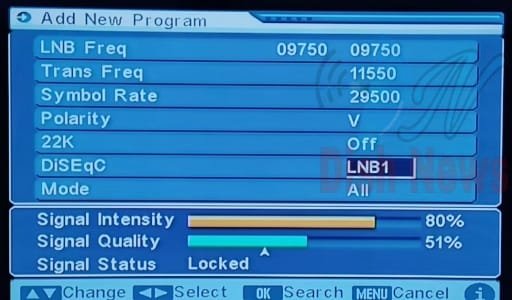 Add New Program
LNB Freq 09750 09750
Trans Freq 11550
Symbol Rate 29500
Polarity V
22K Off
DiSEqC LNB1
Mode All
Signal Intensity 80%
Signal Quality 51%
Signal Status Locked
Change Select OK Search MENU Cancel i